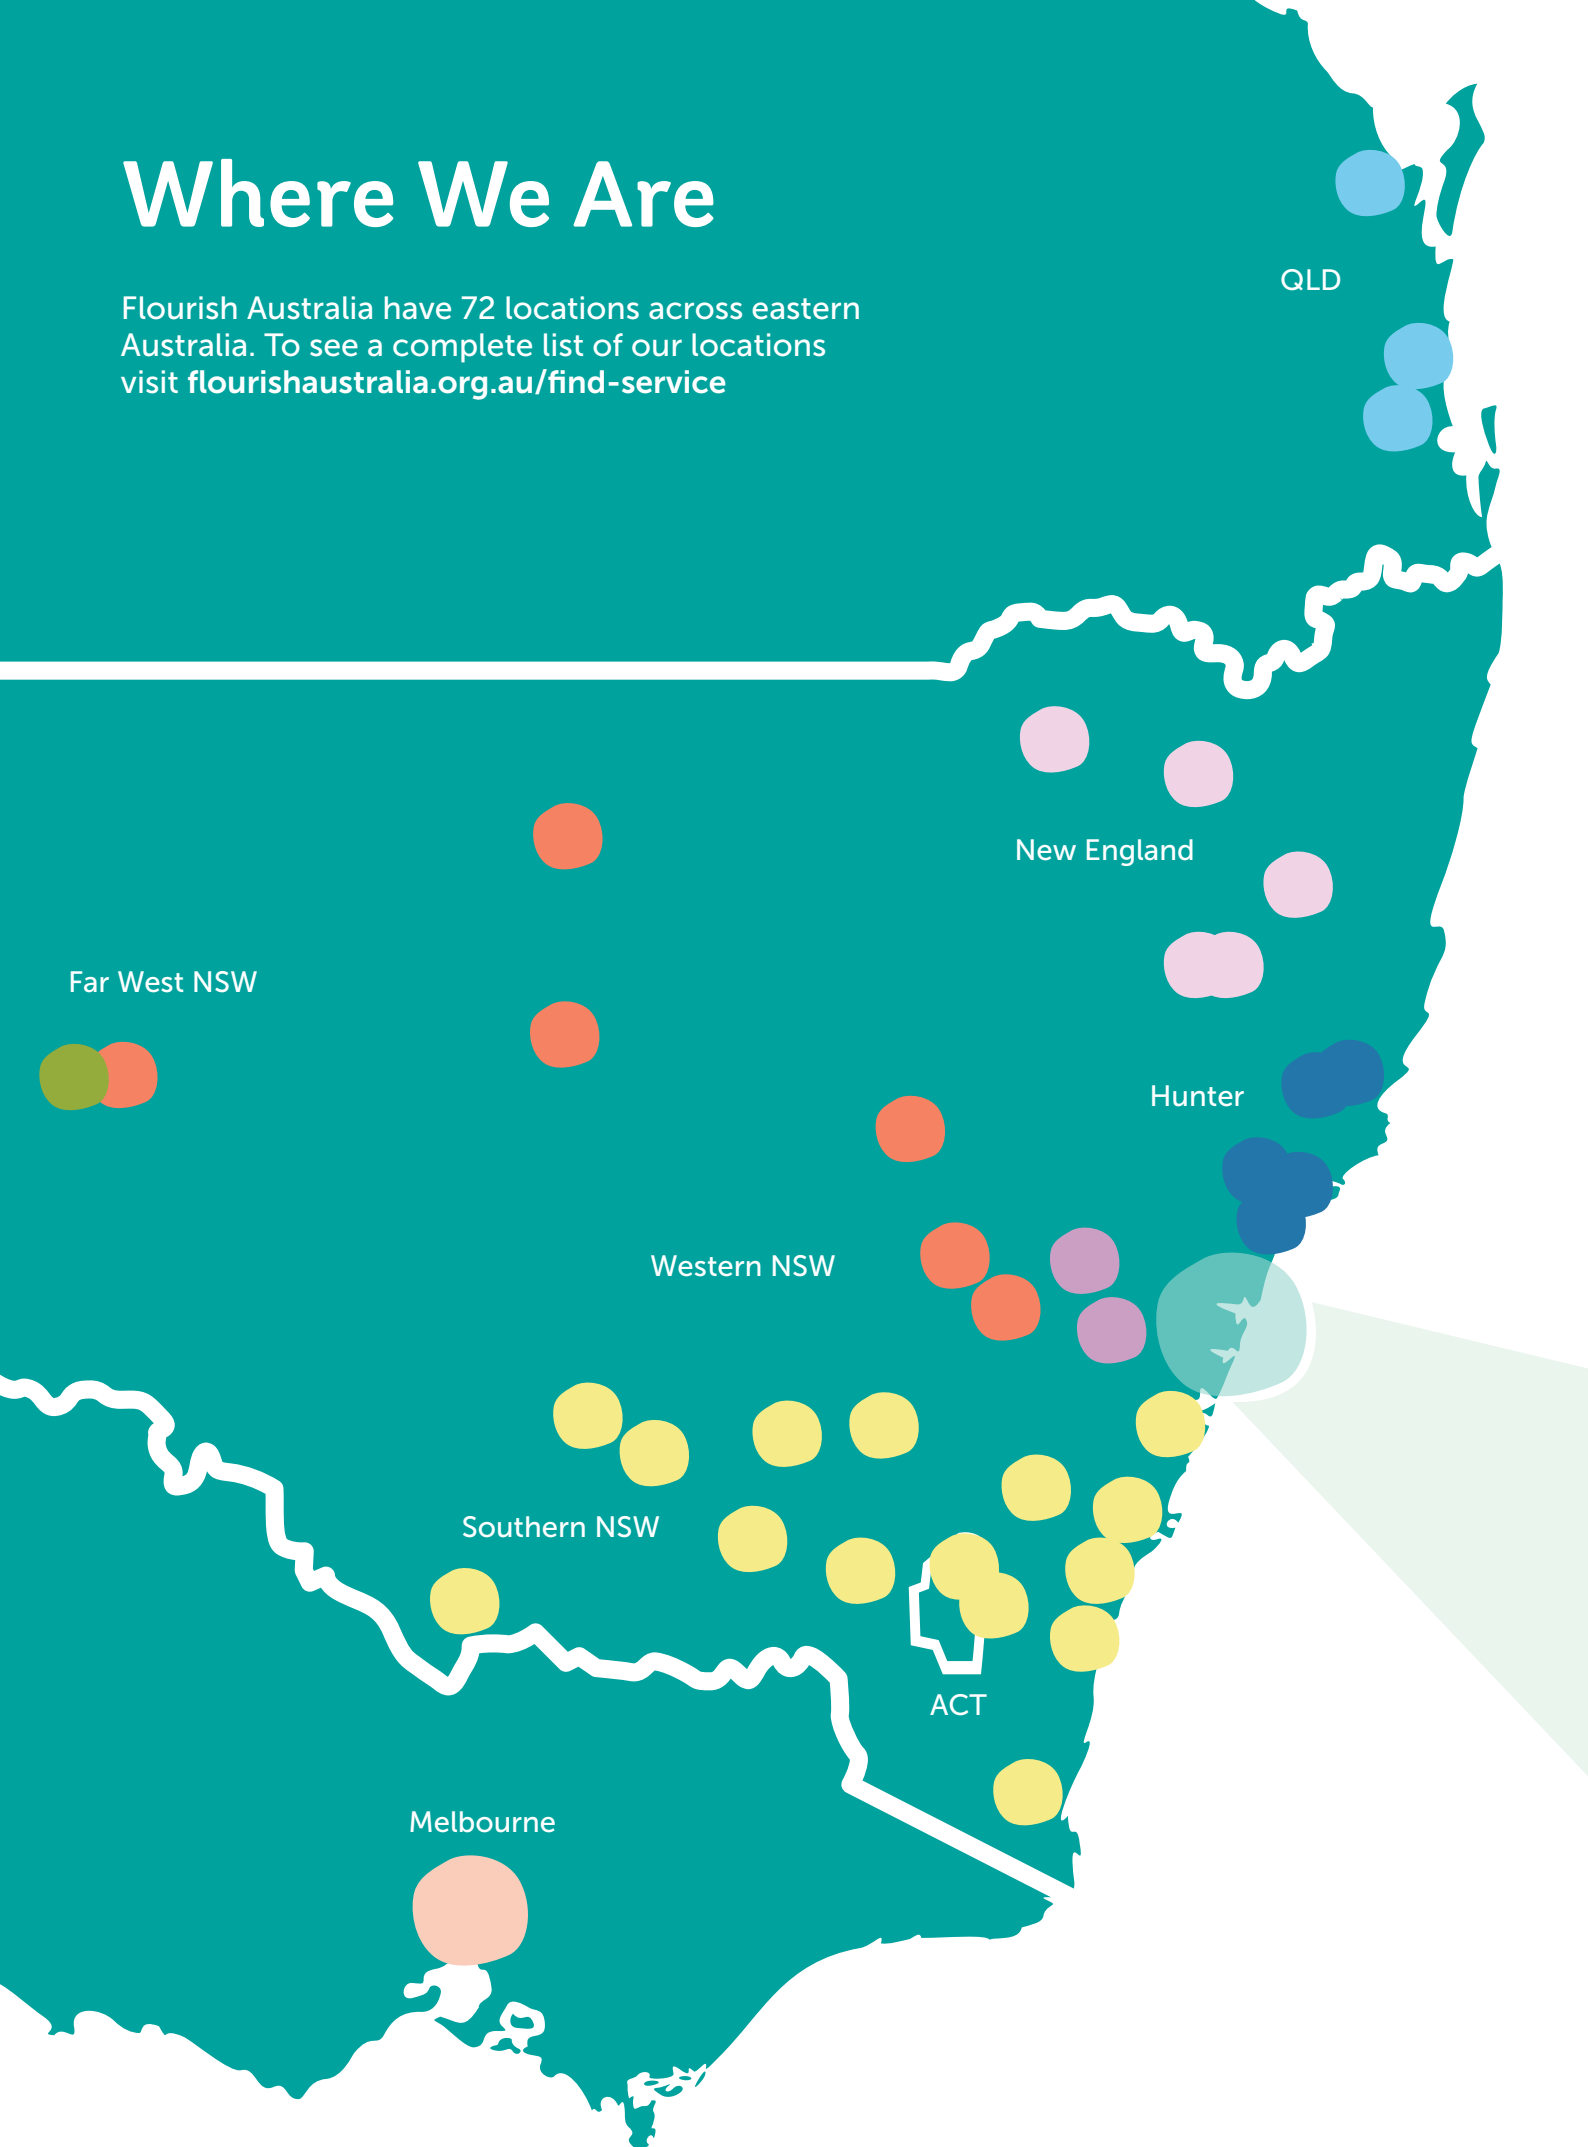 Where We Are
Flourish Australia have 72 locations across eastern
Australia. To see a complete list of our locations
visit flourishaustralia.org.au/find-service
QLD
New England
Far West NSW
Hunter
Western NSW
Southern NSW
ACT
Melbourne